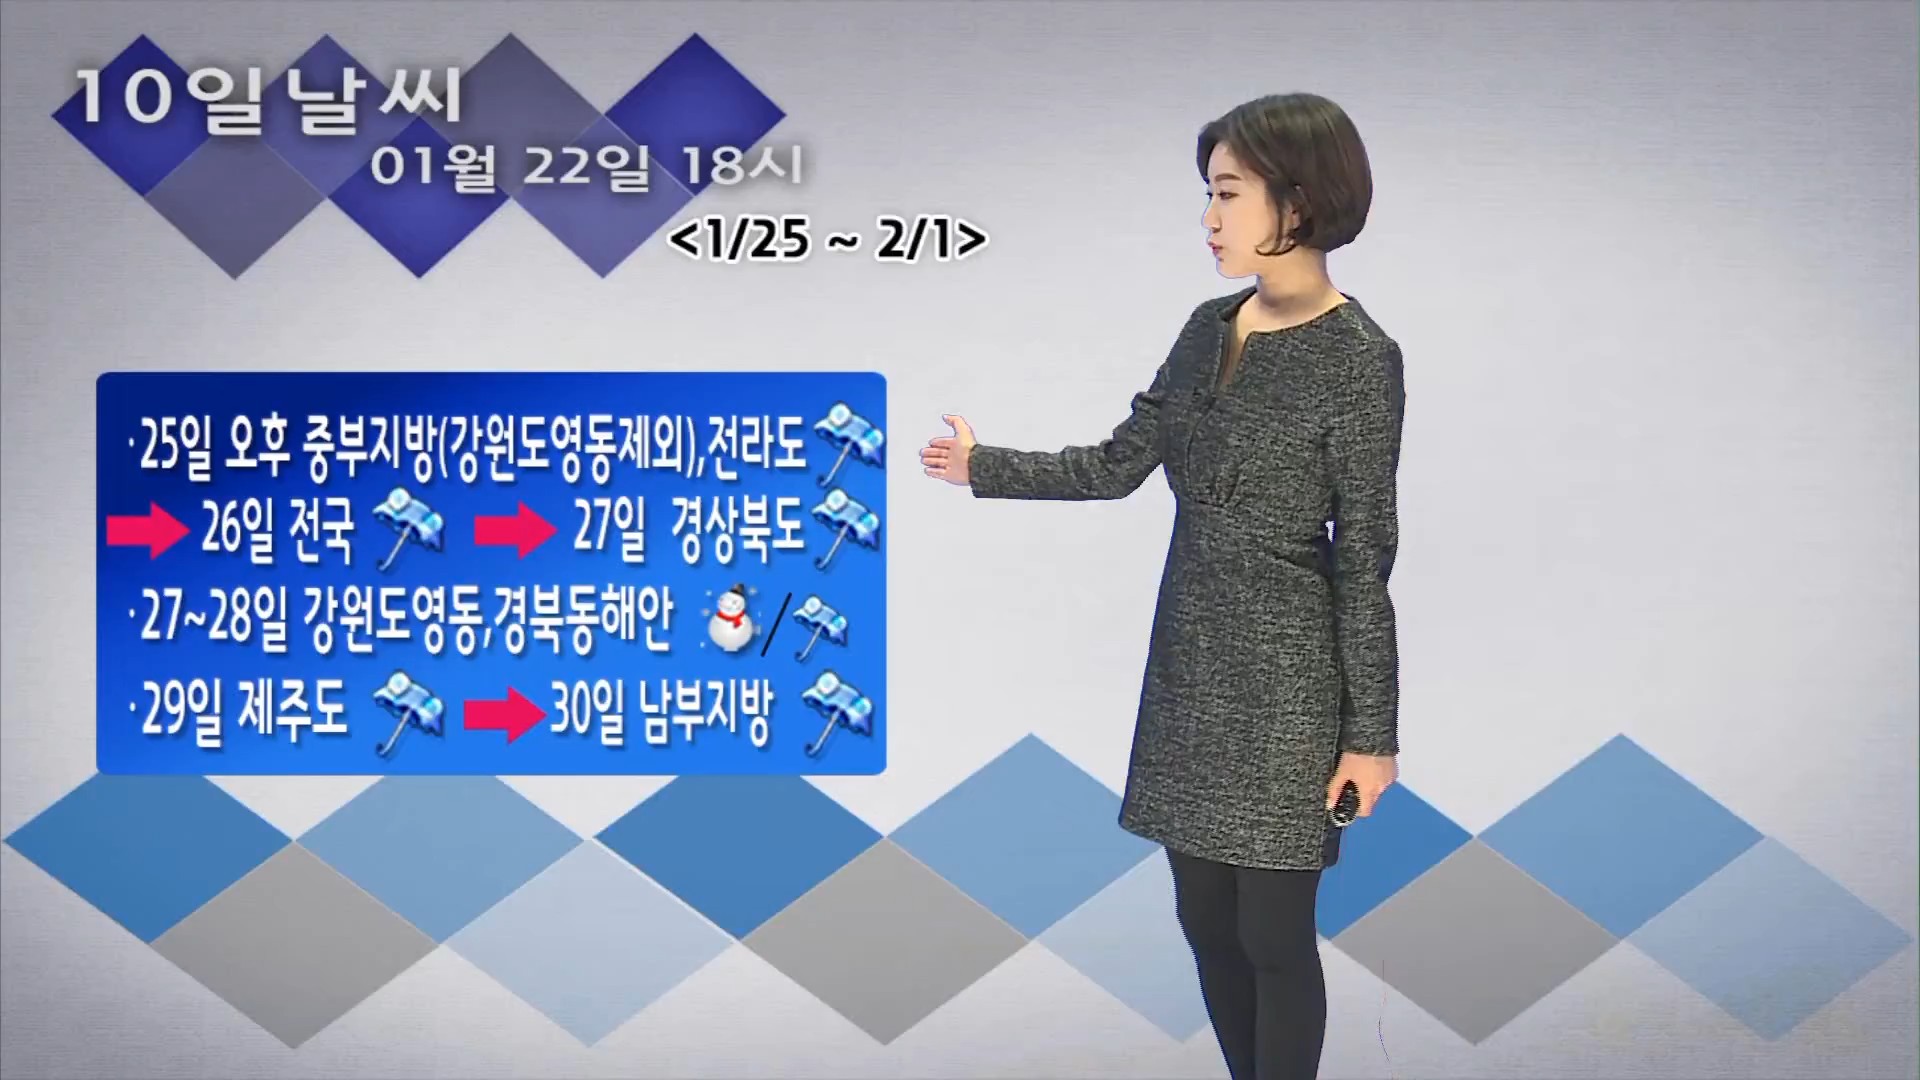 10일날씨
01월 22일 18시
<1/25 ~ 2/1>
·25일 오후 중부지방(강원도영동제외),전라도
26일 전국 27일 경상북도
·27~28일 강원도영동,경북동해안 /
·29일 제주도 30일 남부지방